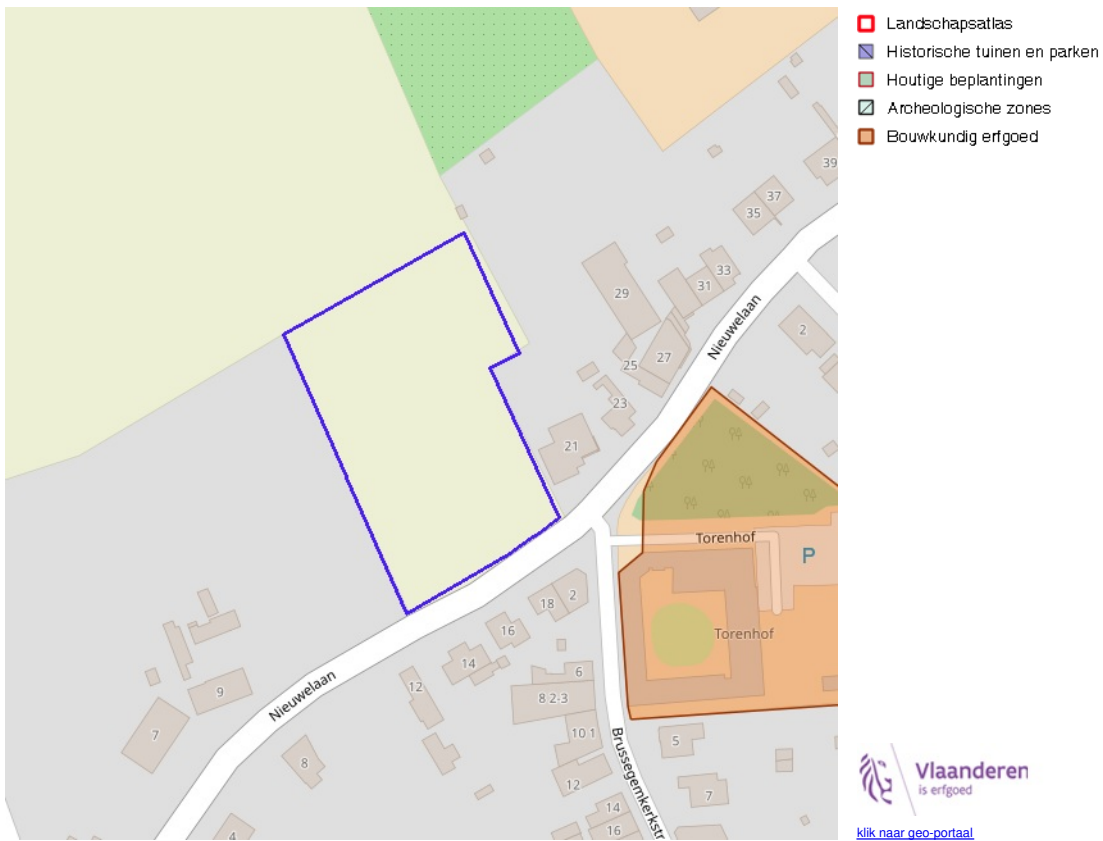 Landschapsatlas
Historische tuinen en parken
Houtige beplantingen
Archeologische zones
Bouwkundig erfgoed
39
37
35
33
31
29
Nieuwelaan
2
27
25
23
21
Torenhof
P
18
2
16
Torenhof
14
6
12
9
8 2-3
Nieuwelaan
10 1
5
7
8
Brussegemkerkstr
12
7
14
16
4
Vlaanderen
is erfgoed
klik naar geo-portaal